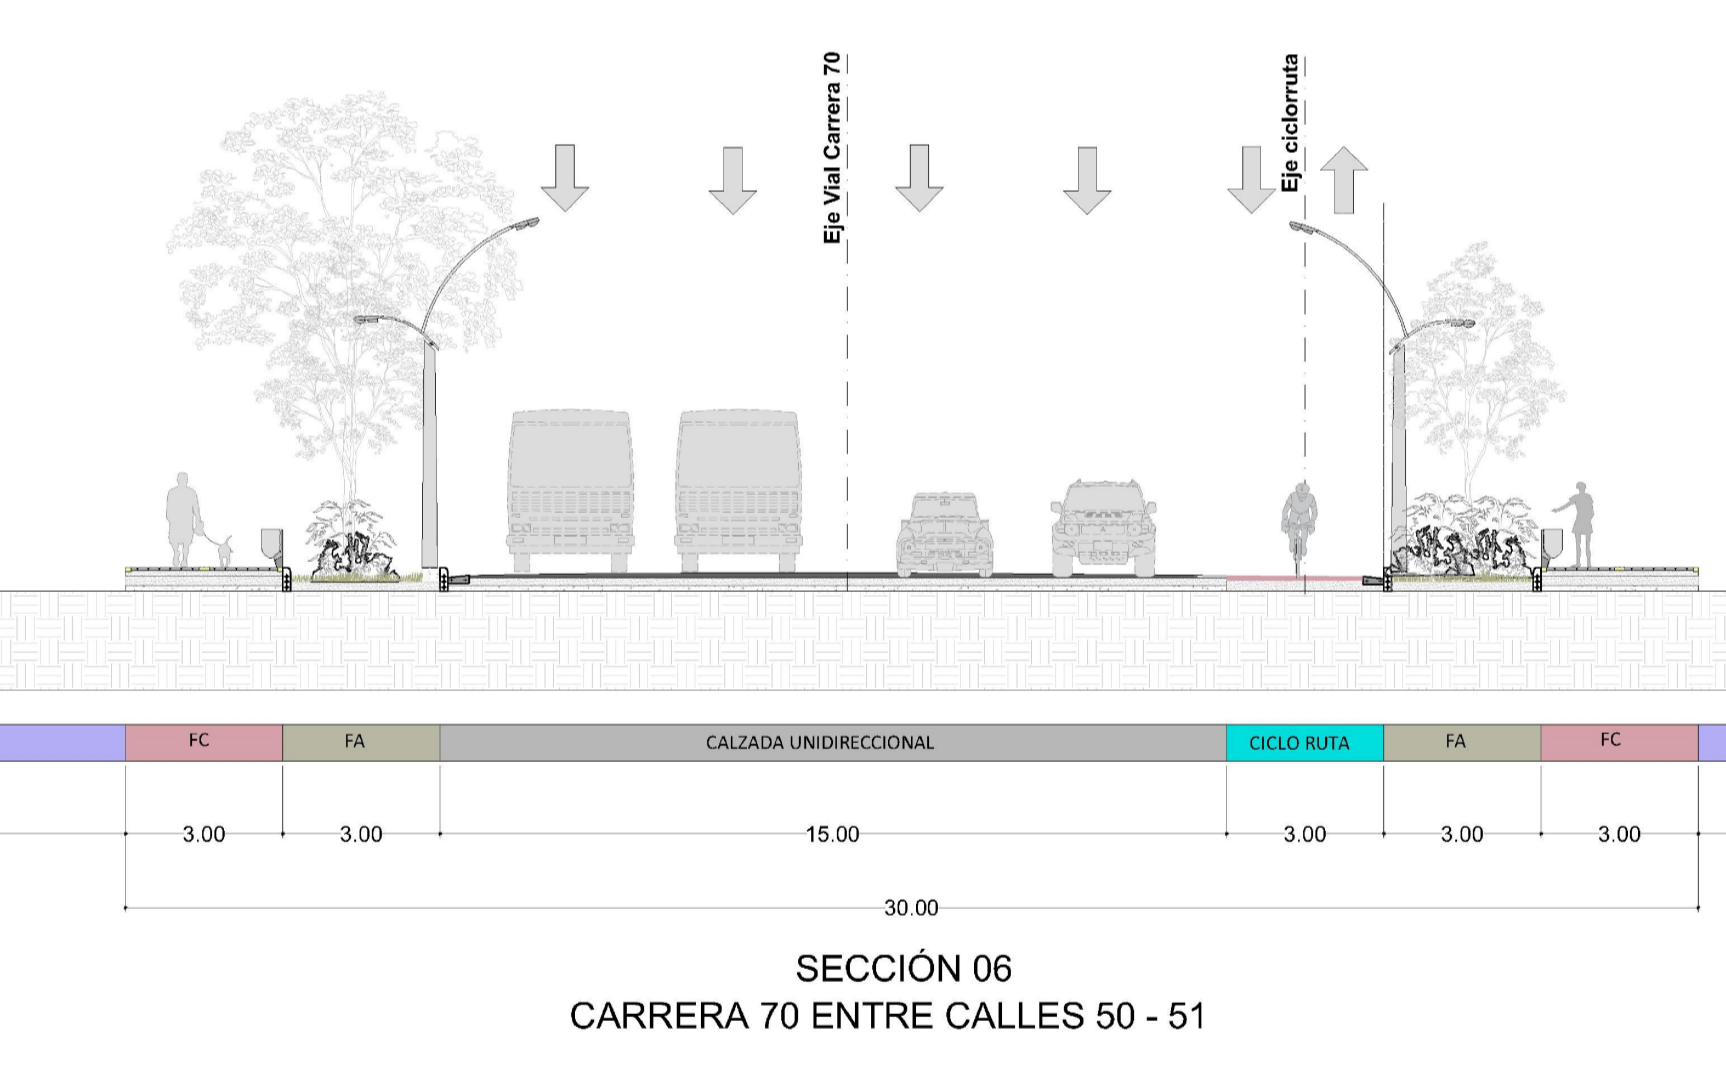 Eje Vial Carrera 70
Eje ciclorruta
FC
FA
CALZADA UNIDIRECCIONAL
CICLO RUTA
FA
FC
3.00
3.00
15.00
3.00
3.00
3.00
30.00
SECCIÓN 06
CARRERA 70 ENTRE CALLES 50 - 51